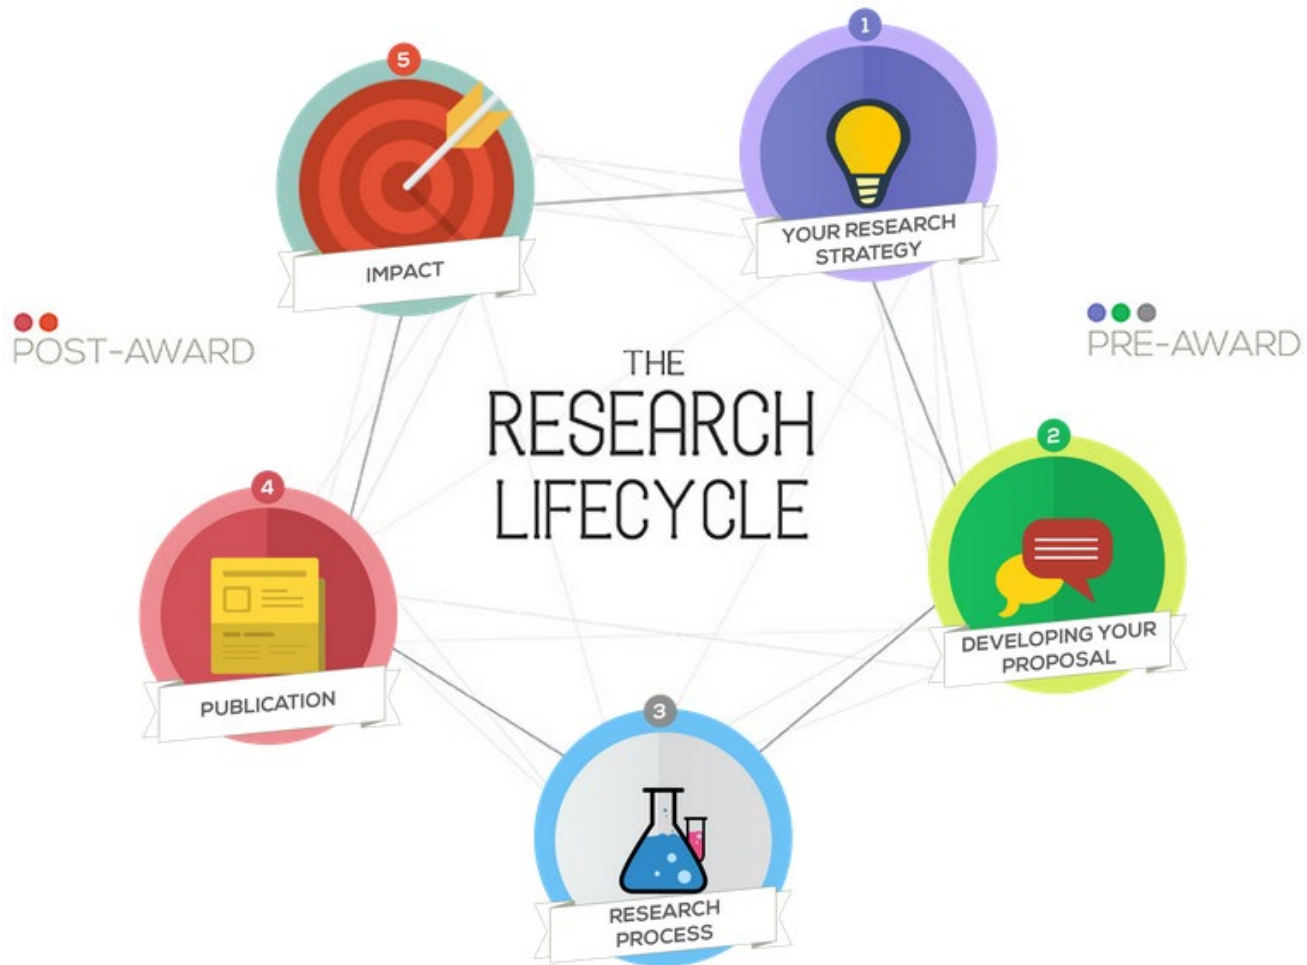 5
1
YOUR RESEARCH
STRATEGY
IMPACT
POST-AWARD
PRE-AWARD
THE
RESEARCH
LIFECYCLE
2
DEVELOPING YOUR
PROPOSAL
4
PUBLICATION
3
RESEARCH
PROCESS